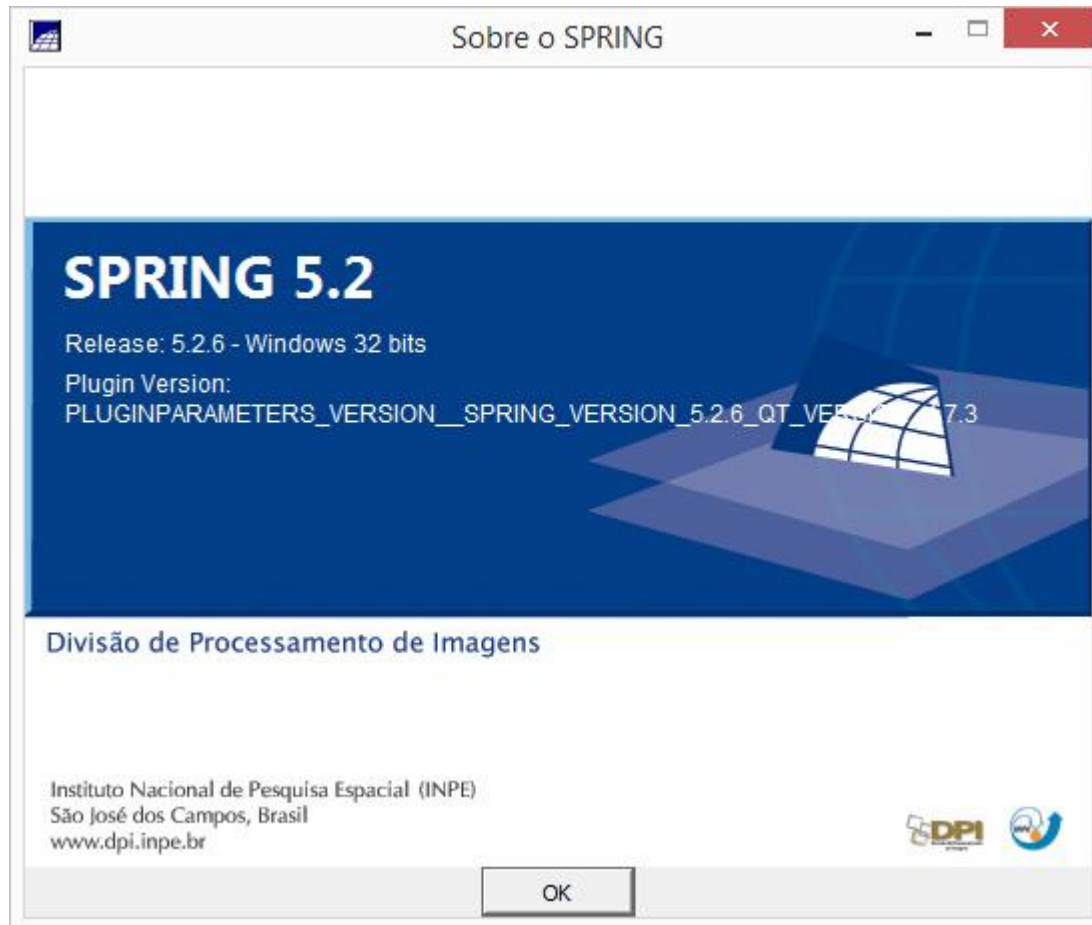 Sobre o SPRING
SPRING 5.2
Release: 5.2.6 - Windows 32 bits
Plugin Version:
PLUGINPARAMETERS_VERSION__SPRING_VERSION_5.2.6_QT_VE 7.3
Divisão de Processamento de Imagens
Instituto Nacional de Pesquisa Espacial (INPE)
São José dos Campos, Brasil
www.dpi.inpe.br
DPI
OK